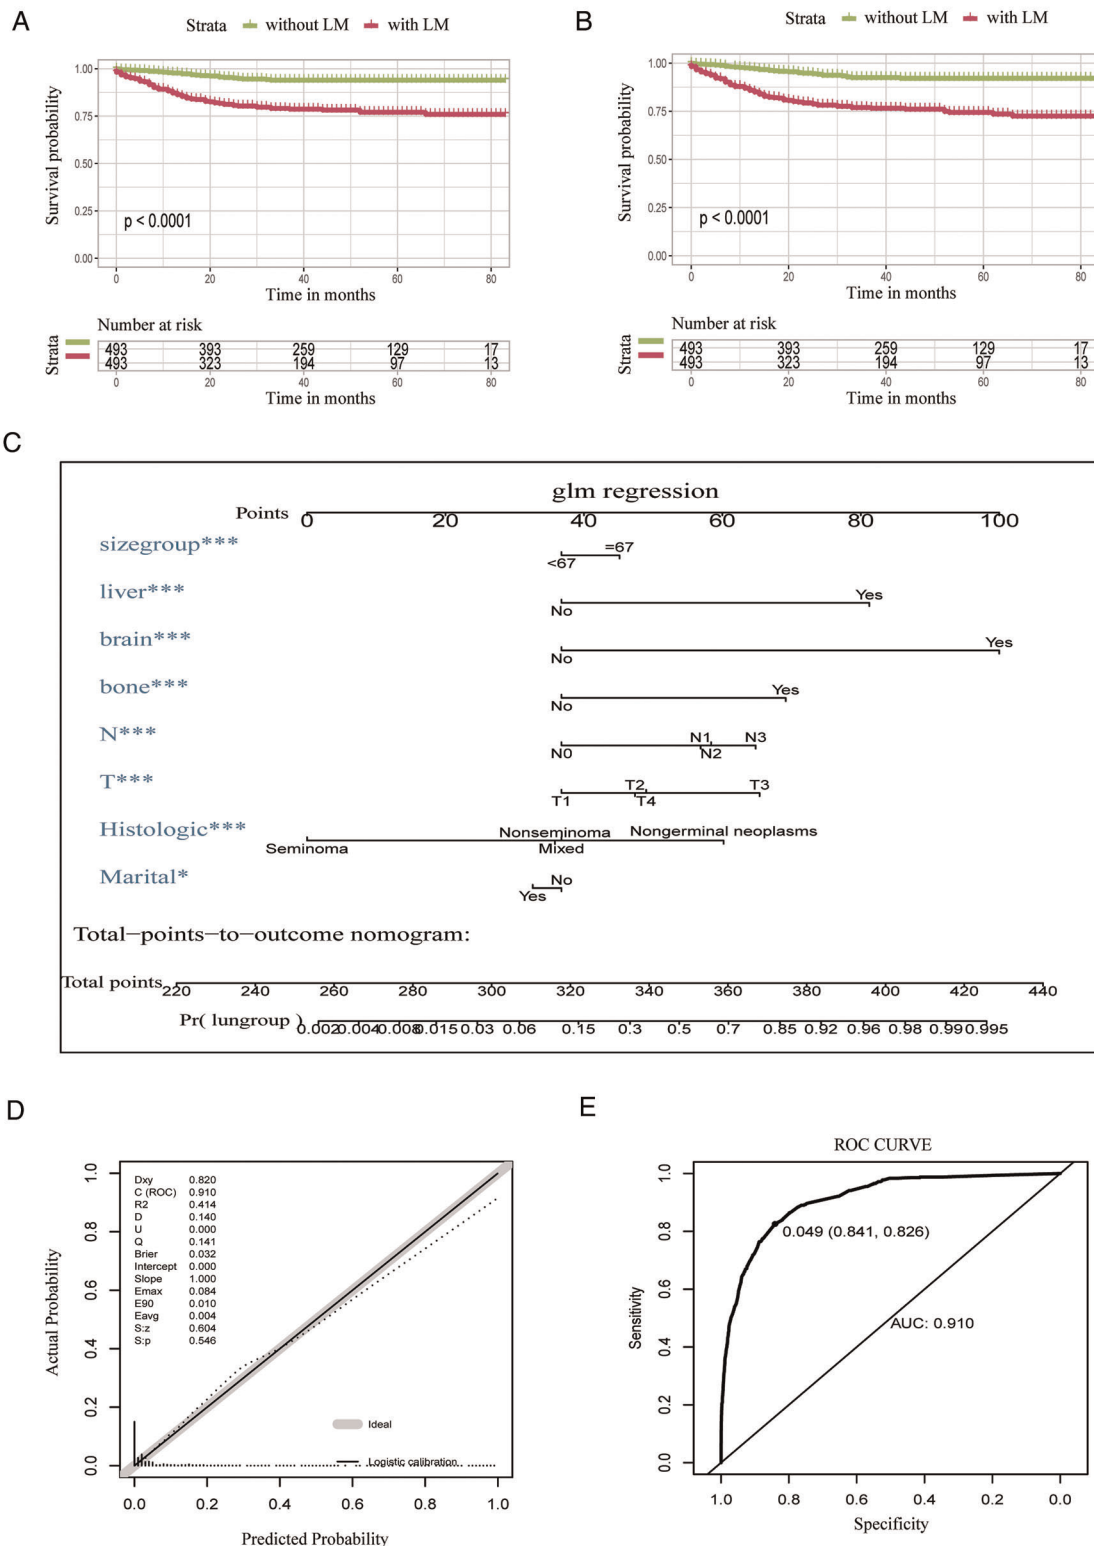 A
Strata without LM with LM
Survival probability
1.00
0.75
0.50
0.25
0.00
p < 0.0001
0 20 40 60 80
Time in months
Number at risk
Strata
493 393 259 129 17
493 323 194 97 13
0 20 40 60 80
Time in months
B
Strata without LM with LM
Survival probability
1.00
0.75
0.50
0.25
0.00
p < 0.0001
0 20 40 60 80
Time in months
Number at risk
Strata
493 393 259 129 17
493 323 194 97 13
0 20 40 60 80
Time in months
C
glm regression
Points 0 20 40 60 80 100
sizegroup***
=67
<67
liver***
Yes
No
brain***
Yes
No
bone***
Yes
No
N***
N1 N3
N0 N2
T***
T2 T3
T1 T4
Histologic***
Nonseminoma Nongerminal neoplasms
Seminoma Mixed
Marital*
No
Yes
Total−points−to−outcome nomogram:
Total points
220 240 260 280 300 320 340 360 380 400 420 440
Pr( lungroup )
0.002 0.004 0.008 0.015 0.03 0.06 0.15 0.3 0.5 0.7 0.85 0.92 0.96 0.98 0.99 0.995
D
Actual Probability
1.0
0.8
0.6
0.4
0.2
0.0
Dxy 0.820
C (ROC) 0.910
R2 0.414
D 0.140
U 0.000
Q 0.141
Brier 0.032
Intercept 0.000
Slope 1.000
Emax 0.084
E90 0.010
Eavg 0.004
S:z 0.604
S:p 0.546
Ideal
Logistic calibration
0.0 0.2 0.4 0.6 0.8 1.0
Predicted Probability
E
ROC CURVE
Sensitivity
1.0
0.8
0.6
0.4
0.2
0.0
0.049 (0.841, 0.826)
AUC: 0.910
1.0 0.8 0.6 0.4 0.2 0.0
Specificity